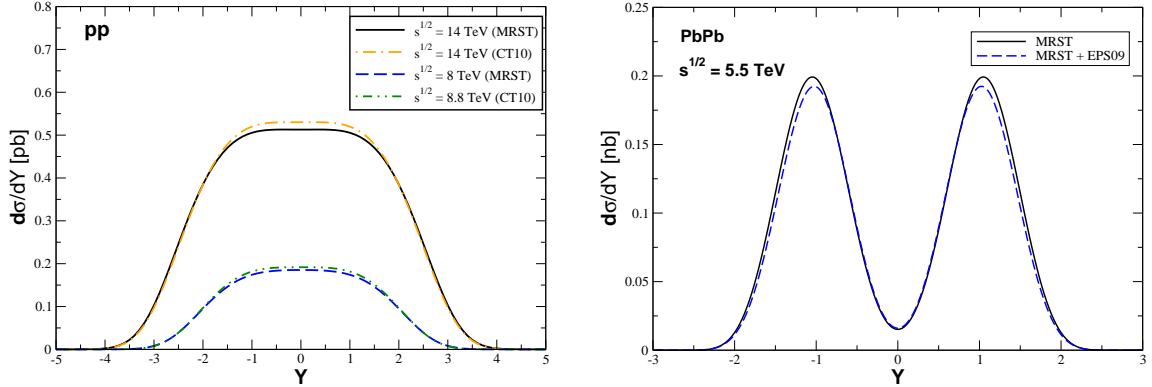 pp
s^1/2 = 14 TeV (MRST)
s^1/2 = 14 TeV (CT10)
s^1/2 = 8 TeV (MRST)
s^1/2 = 8.8 TeV (CT10)
0.8
0.7
0.6
0.5
0.4
0.3
0.2
0.1
0
dσ/dY [pb]
-5 -4 -3 -2 -1 0 1 2 3 4 5
Y
PbPb
s^1/2 = 5.5 TeV
MRST
MRST + EPS09
0.25
0.2
0.15
0.1
0.05
0
dσ/dY [nb]
-3 -2 -1 0 1 2 3
Y